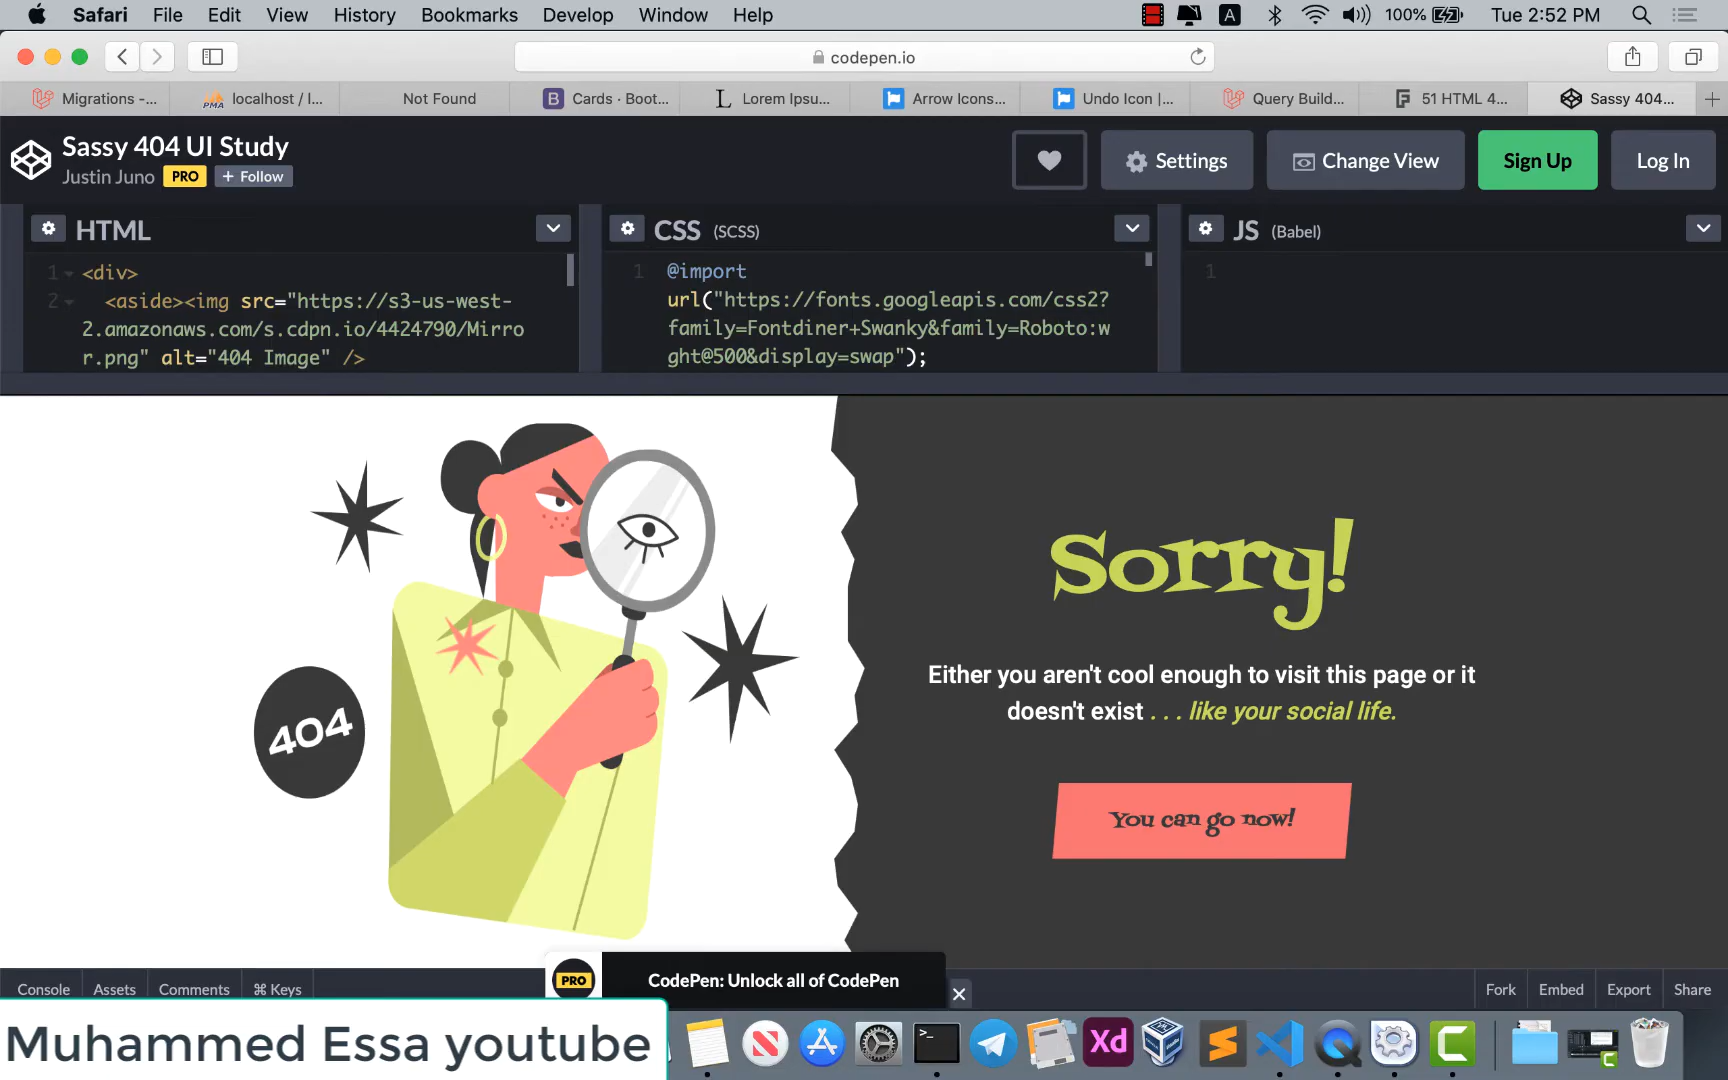 Safari File Edit View History Bookmarks Develop Window Help A 100% Tue 2:52 PM
codepen.io
Migrations -... PMA localhost / l... Not Found B Cards · Boot... L Lorem Ipsu... Arrow Icons... Undo Icon |... Query Build... 51 HTML 4... Sassy 404...
Sassy 404 UI Study
Justin Juno PRO + Follow
Settings Change View Sign Up Log In
HTML
1 <div>
2 <aside><img src="https://s3-us-west-
2.amazonaws.com/s.cdpn.io/4424790/Mirro
r.png" alt="404 Image" />
CSS (SCSS)
1 @import
url("https://fonts.googleapis.com/css2?
family=Fontdiner+Swanky&family=Roboto:w
ght@500&display=swap");
JS (Babel)
1
404
Sorry!
Either you aren't cool enough to visit this page or it
doesn't exist . . . like your social life.
You can go now!
Console Assets Comments ⌘ Keys
PRO CodePen: Unlock all of CodePen
Fork Embed Export Share
Muhammed Essa youtube
Xd